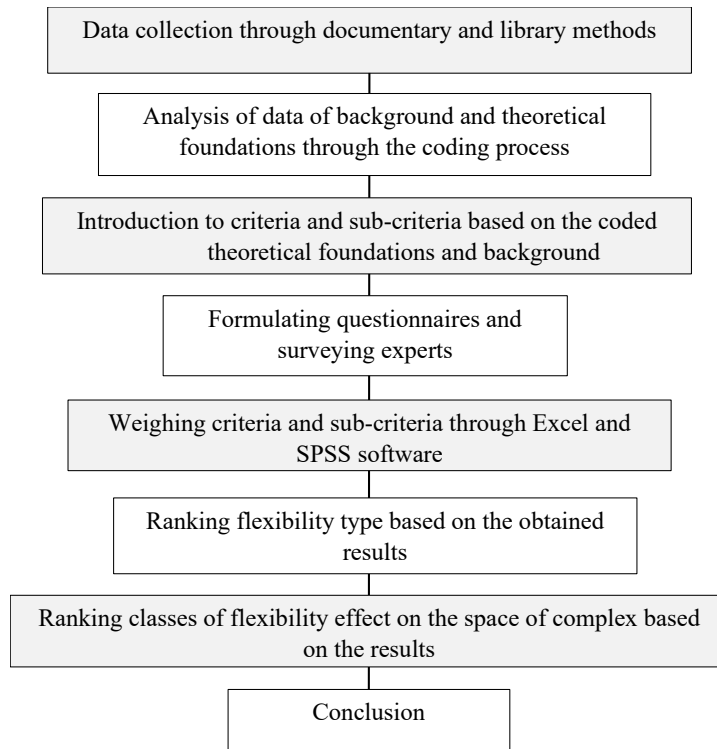 Data collection through documentary and library methods
Analysis of data of background and theoretical
foundations through the coding process
Introduction to criteria and sub-criteria based on the coded
theoretical foundations and background
Formulating questionnaires and
surveying experts
Weighing criteria and sub-criteria through Excel and
SPSS software
Ranking flexibility type based on the obtained
results
Ranking classes of flexibility effect on the space of complex based
on the results
Conclusion